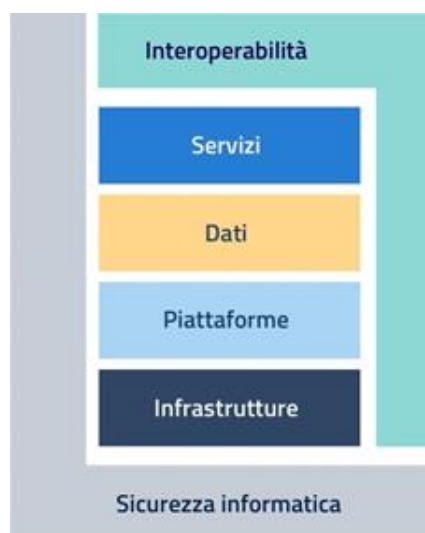 Interoperabilità
Servizi
Dati
Piattaforme
Infrastrutture
Sicurezza informatica